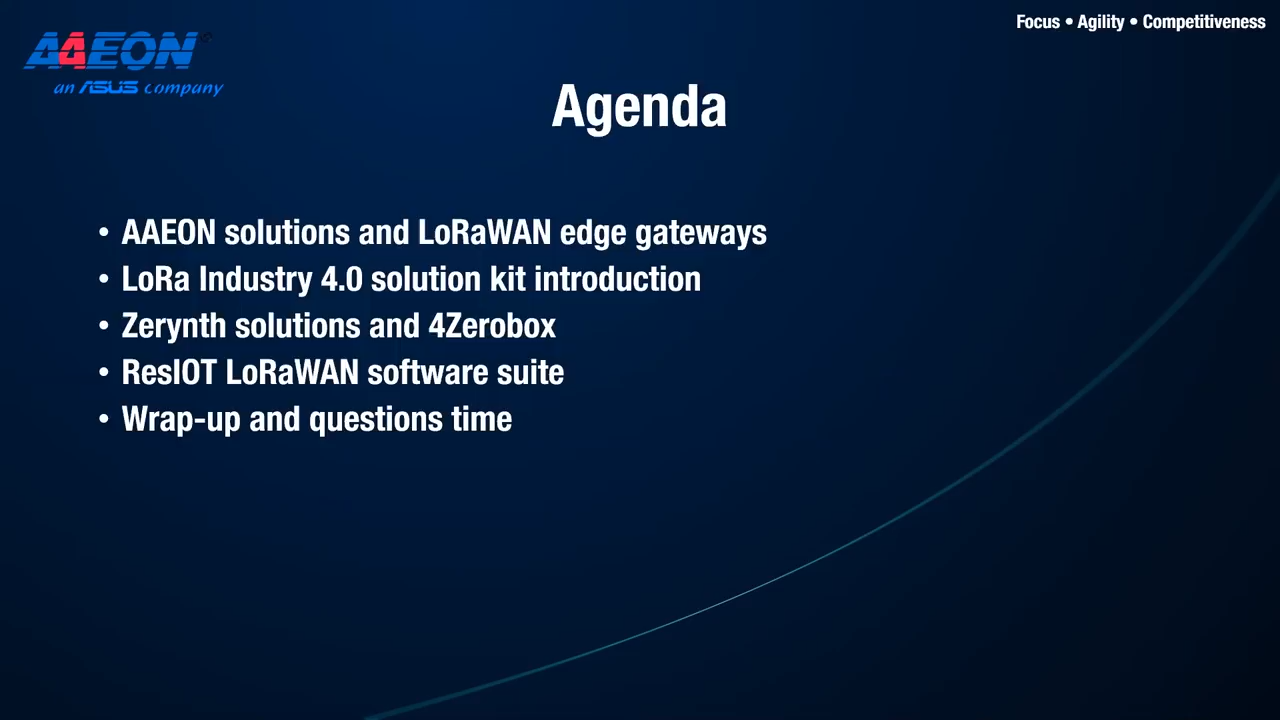 Focus • Agility • Competitiveness
AAEON®
an ASUS company
Agenda
• AAEON solutions and LoRaWAN edge gateways
• LoRa Industry 4.0 solution kit introduction
• Zerynth solutions and 4Zerobox
• ResIOT LoRaWAN software suite
• Wrap-up and questions time